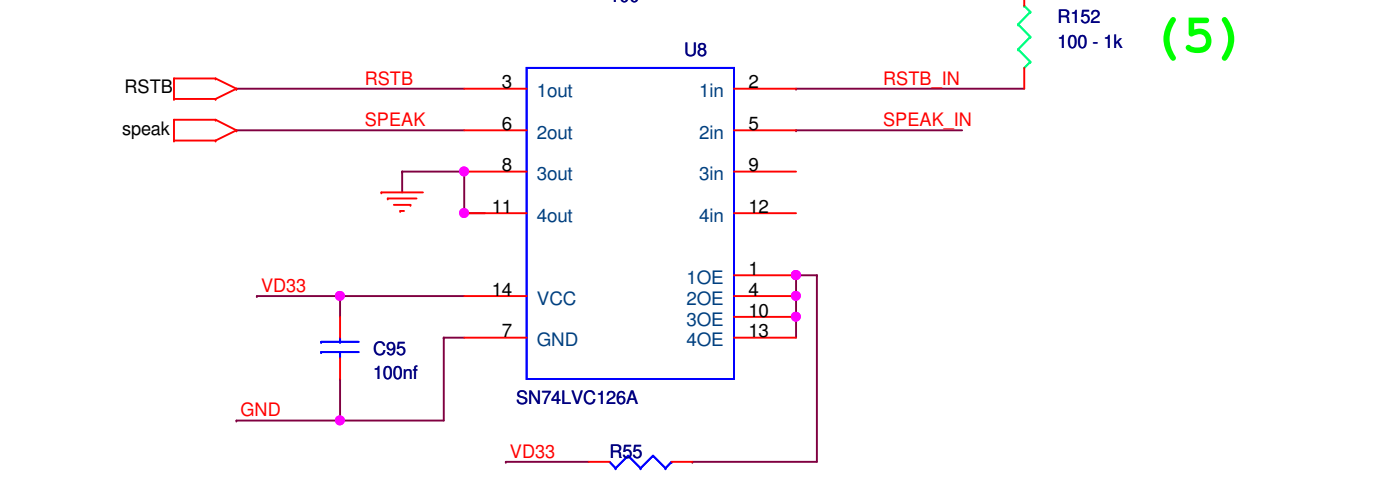 R152
100 - 1k
(5)
U8
RSTB
RSTB
3
1out
1in
2
RSTB_IN
speak
SPEAK
6
2out
2in
5
SPEAK_IN
8
3out
3in
9
11
4out
4in
12
VD33
14
VCC
1OE
1
2OE
4
3OE
10
7
GND
4OE
13
C95
100nf
GND
SN74LVC126A
VD33
R55